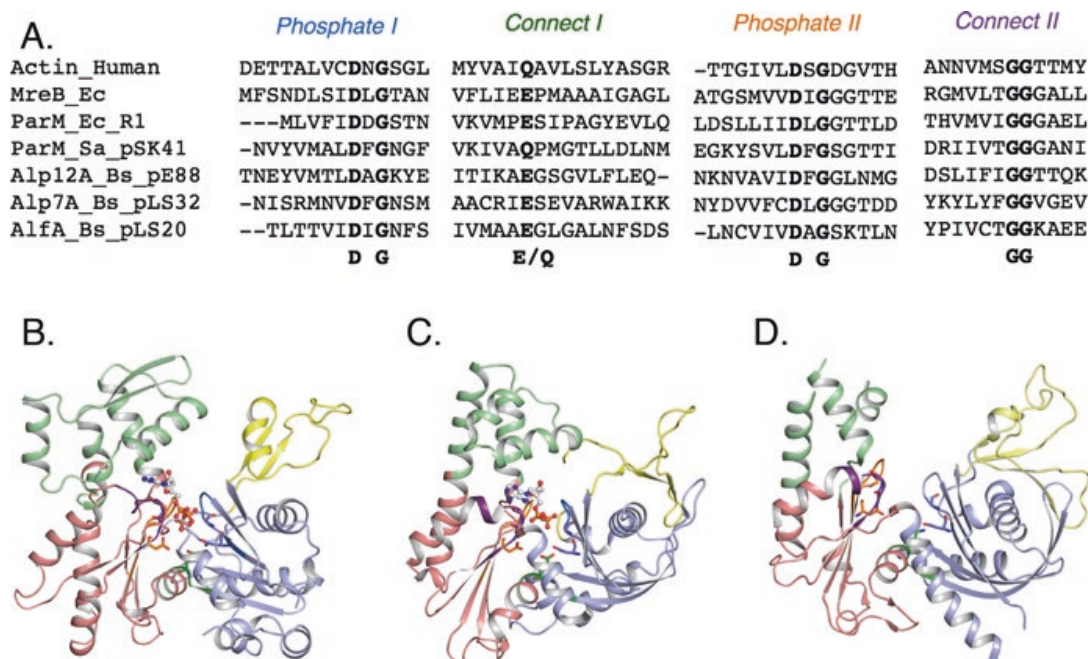 A.
Phosphate I Connect I Phosphate II Connect II
Actin_Human DETTALVCDNGSGL MYVAIQAVLSLYASGR -TTGIVLDSGDGVTH ANNVMSGGTTMY
MreB_Ec MFSNDLSIDLGTAN VFLIEEPMAAAIGAGL ATGSMVVDIGGGTTE RGMVLTGGGALL
ParM_Ec_R1 ---MLVFIDDGSTN VKVMPESIPAGYEVLQ LDSLLIIDLGGTTLD THVMVIGGGAEL
ParM_Sa_pSK41 -NVYVMALDFGNGF VKIVAQPMGTLLDLNM EGKYSVLDFGSGTTI DRIIVTGGGANI
Alp12A_Bs_pE88 TNEYVMTLDAGKYE ITIKAEGSGVLFLEQ- NKNVAVIDFGGLNMG DSLIFIGGTTQK
Alp7A_Bs_pLS32 -NISRMNVDFGNSM AACRIESEVARWAIKK NYDVVFCDLGGGTDD YKYLYFGGVGEV
AlfA_Bs_pLS20 --TLTTVIDIGNFS IVMAAEGLGALNFSDS -LNCVIVDAGSKTLN YPIVCTGGKAEE
D G E/Q D G GG
B. C. D.